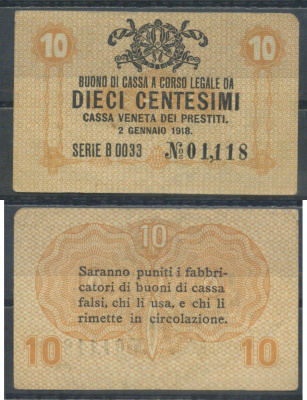 10 10
BUONO DI CASSA A CORSO LEGALE DA
DIECI CENTESIMI
CASSA VENETA DEI PRESTITI.
2 GENNAIO 1918.
SERIE B 0033 No 01,118
10
Saranno puniti i fabbri-
catori di buoni di cassa
falsi, chi li usa, e chi li
rimette in circolazione.
10 10